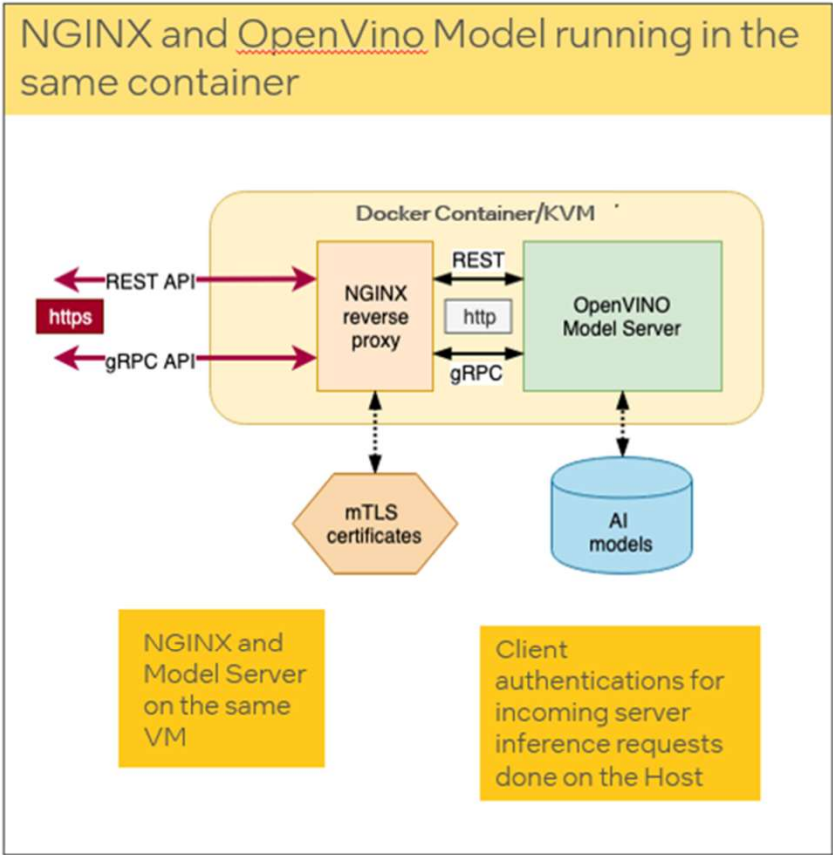 NGINX and OpenVino Model running in the
same container
Docker Container/KVM
REST API
https
gRPC API
NGINX
reverse
proxy
REST
http
gRPC
OpenVINO
Model Server
mTLS
certificates
AI
models
NGINX and
Model Server
on the same
VM
Client
authentications for
incoming server
inference requests
done on the Host